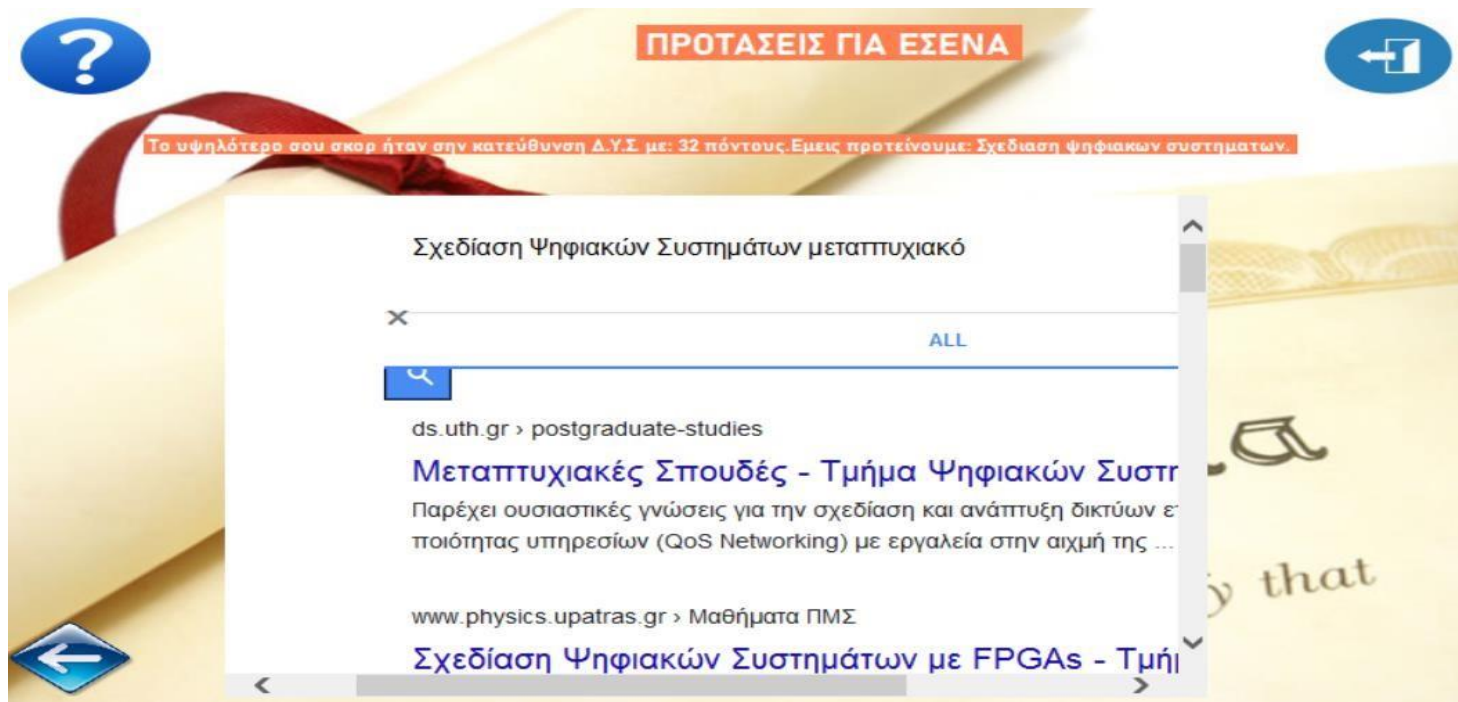 ?
ΠΡΟΤΑΣΕΙΣ ΓΙΑ ΕΣΕΝΑ
Το υψηλότερο σου σκορ ήταν σην κατεύθυνση Δ.Υ.Σ. με: 32 πόντους.Εμεις προτείνουμε: Σχεδιαση ψηφιακων συστηματων.
Σχεδίαση Ψηφιακών Συστημάτων μεταπτυχιακό
ALL
ds.uth.gr › postgraduate-studies
Μεταπτυχιακές Σπουδές - Τμήμα Ψηφιακών Συστη
Παρέχει ουσιαστικές γνώσεις για την σχεδίαση και ανάπτυξη δικτύων
ποιότητας υπηρεσίων (QoS Networking) με εργαλεία στην αιχμή της ...
www.physics.upatras.gr › Μαθήματα ΠΜΣ
Σχεδίαση Ψηφιακών Συστημάτων με FPGAs - Τμή
that